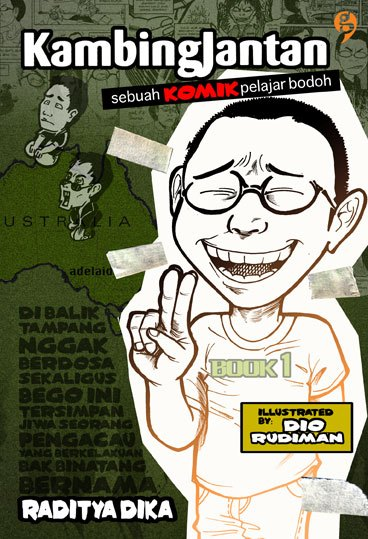 KambingJantan
sebuah KOMIK pelajar bodoh
USTRALIA
adelaid
DI BALIK
TAMPANG
NGGAK
BERDOSA
SEKALIGUS
BEGO INI
TERSIMPAN
JIWA SEORANG
PENGACAU
YANG BERKELAKUAN
BAK BINATANG
BERNAMA
RADITYA DIKA
BOOK 1
ILLUSTRATED
BY: DIO
RUDIMAN